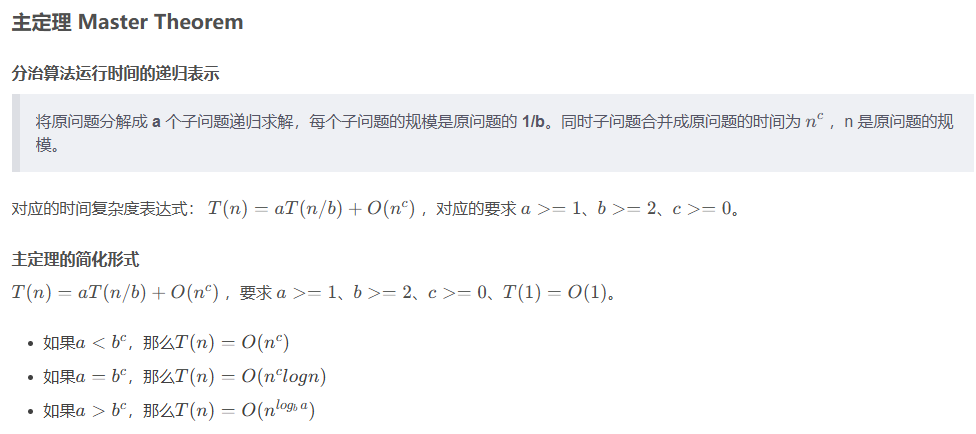 主定理 Master Theorem
分治算法运行时间的递归表示
将原问题分解成 a 个子问题递归求解，每个子问题的规模是原问题的 1/b。同时子问题合并成原问题的时间为 n^c ，n 是原问题的规
模。
对应的时间复杂度表达式： T(n) = aT(n/b) + O(n^c) ，对应的要求 a >= 1、b >= 2、c >= 0。
主定理的简化形式
T(n) = aT(n/b) + O(n^c) ，要求 a >= 1、b >= 2、c >= 0、T(1) = O(1)。
• 如果a < b^c，那么T(n) = O(n^c)
• 如果a = b^c，那么T(n) = O(n^c logn)
• 如果a > b^c，那么T(n) = O(n^{log_b a})